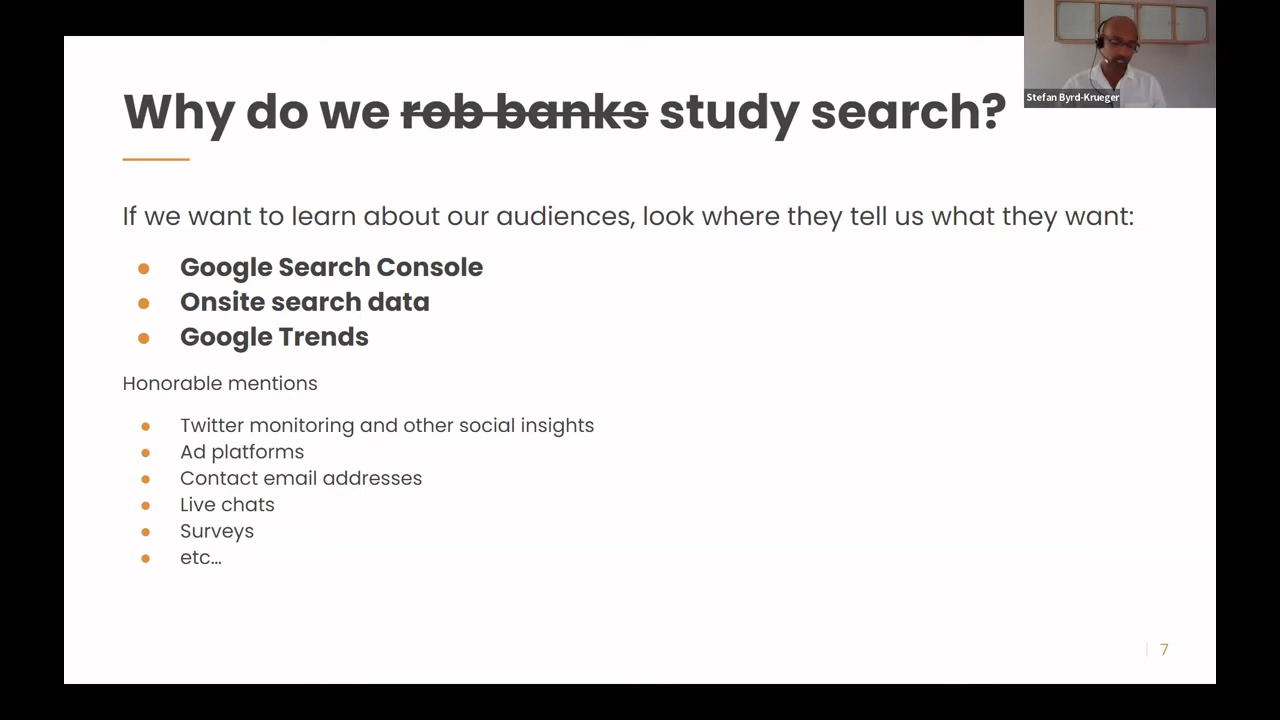 Why do we rob banks study search?
Stefan Byrd-Krueger
If we want to learn about our audiences, look where they tell us what they want:
● Google Search Console
● Onsite search data
● Google Trends
Honorable mentions
● Twitter monitoring and other social insights
● Ad platforms
● Contact email addresses
● Live chats
● Surveys
● etc...
7